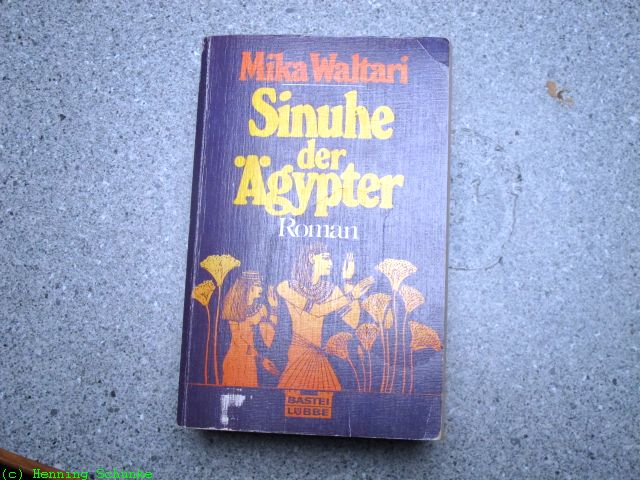 Mika Waltari
Sinuhe
der
Ägypter
Roman
BASTEI
LÜBBE
(c) Henning Schunke